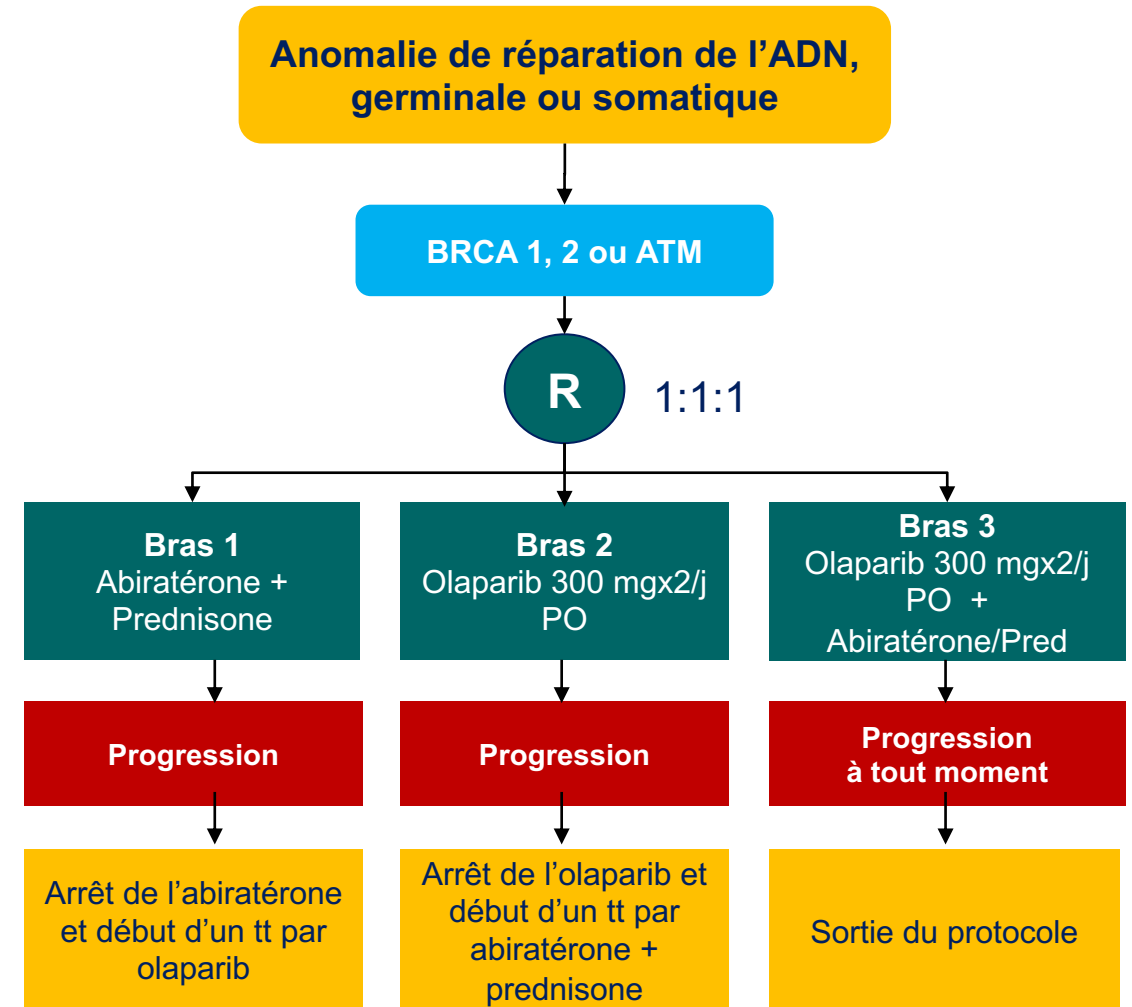 Anomalie de réparation de l’ADN,
germinale ou somatique
BRCA 1, 2 ou ATM
R
1:1:1
Bras 1
Abiratérone +
Prednisone
Bras 2
Olaparib 300 mgx2/j
PO
Bras 3
Olaparib 300 mgx2/j
PO +
Abiratérone/Pred
Progression
Progression
Progression
à tout moment
Arrêt de l’abiratérone
et début d’un tt par
olaparib
Arrêt de l’olaparib et
début d’un tt par
abiratérone +
prednisone
Sortie du protocole